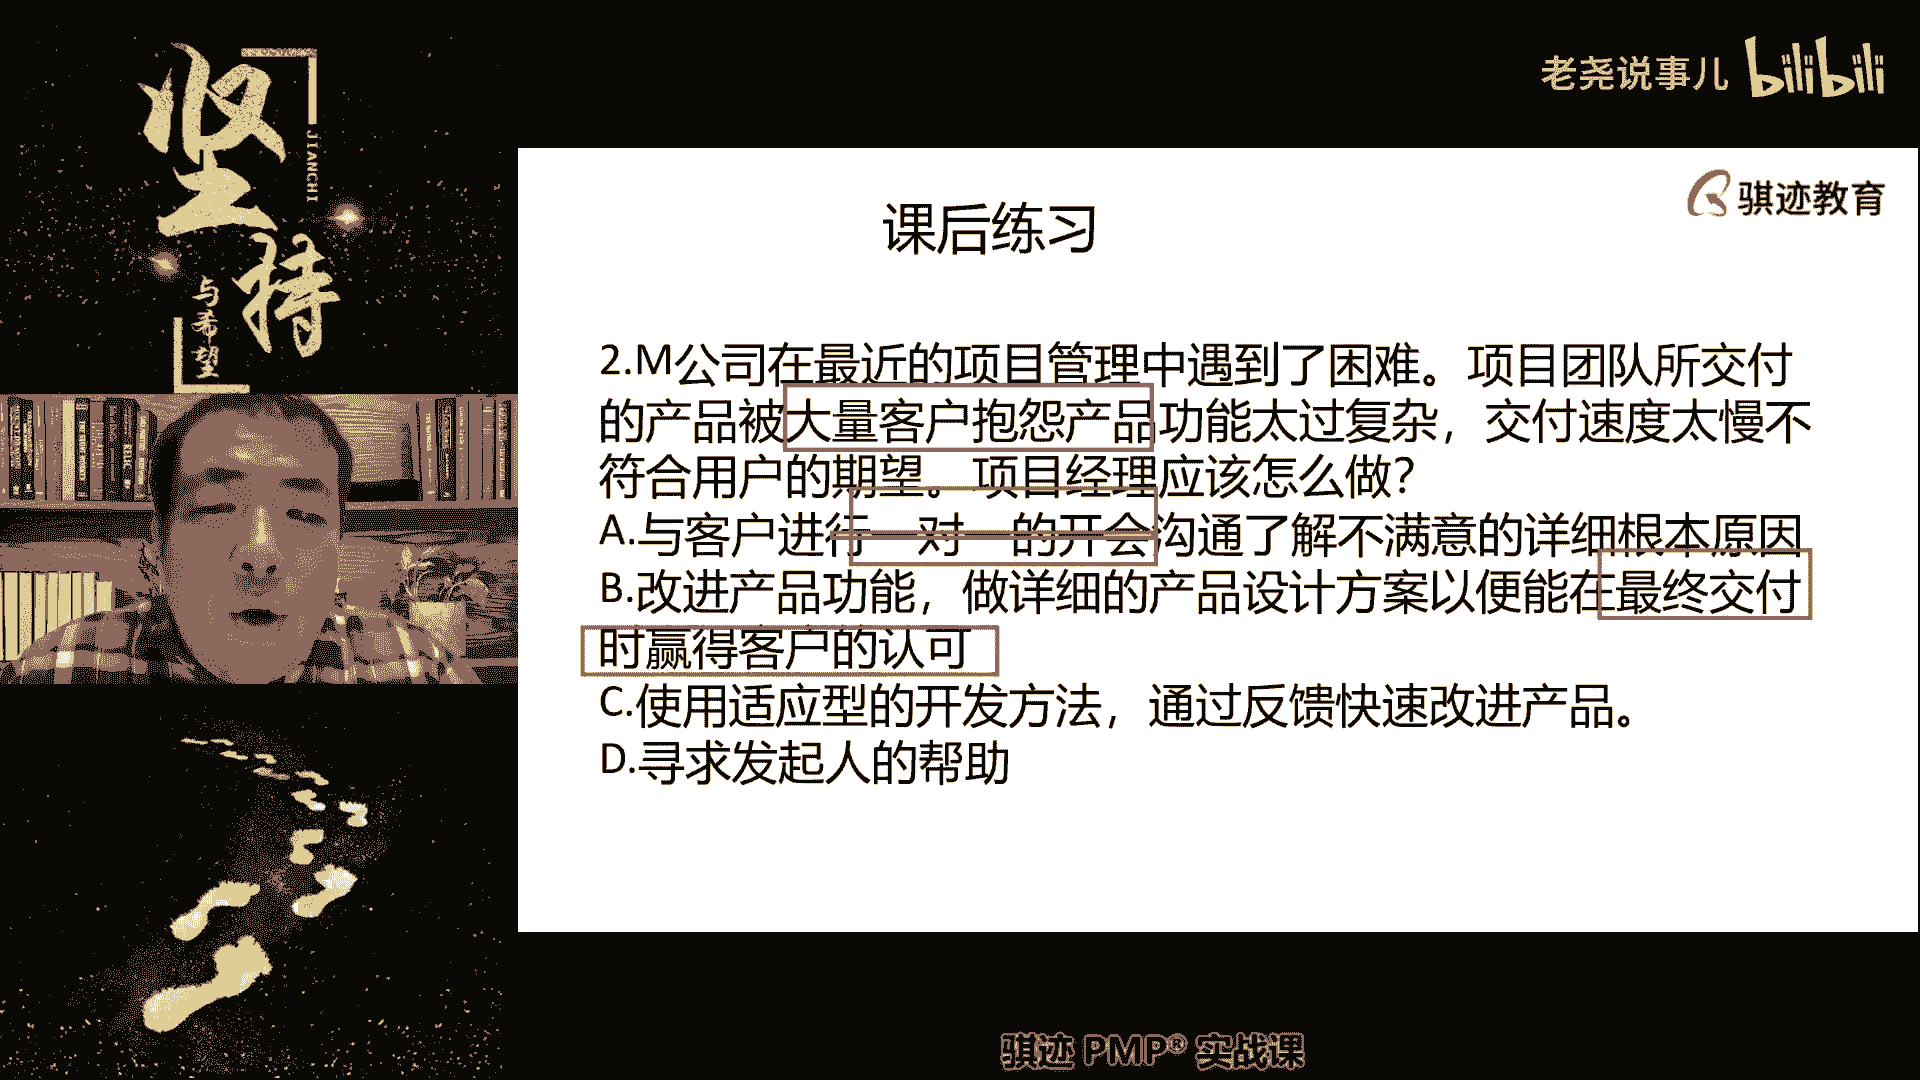 坚持
JIANCHI
与希望
老尧说事儿 bilibili
骐迹教育
课后练习
2.M公司在最近的项目管理中遇到了困难。项目团队所交付
的产品被大量客户抱怨产品功能太过复杂，交付速度太慢不
符合用户的期望。项目经理应该怎么做？
A.与客户进行一对一的开会沟通了解不满意的详细根本原因
B.改进产品功能，做详细的产品设计方案以便能在最终交付
时赢得客户的认可
C.使用适应型的开发方法，通过反馈快速改进产品。
D.寻求发起人的帮助
骐迹 PMP® 实战课